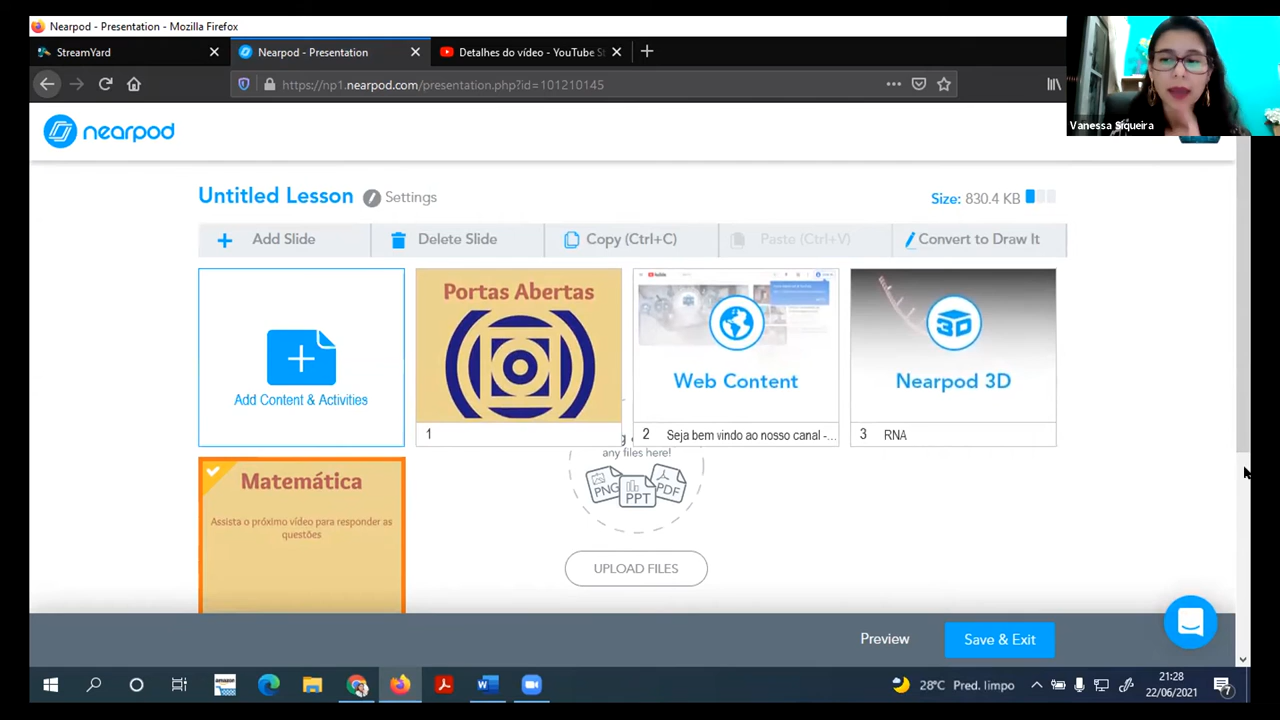 Nearpod - Presentation - Mozilla Firefox
StreamYard
Nearpod - Presentation
Detalhes do vídeo - YouTube St
https://np1.nearpod.com/presentation.php?id=101210145
Vanessa Siqueira
nearpod
Untitled Lesson
Settings
Size: 830.4 KB
Add Slide
Delete Slide
Copy (Ctrl+C)
Paste (Ctrl+V)
Convert to Draw It
Add Content & Activities
Portas Abertas
1
Web Content
2 Seja bem vindo ao nosso canal -...
Nearpod 3D
3D
3 RNA
any files here!
PNG
PPT
PDF
UPLOAD FILES
Matemática
Assista o próximo vídeo para responder as
questões
Preview
Save & Exit
amazon
28°C Pred. limpo
21:28
22/06/2021
7